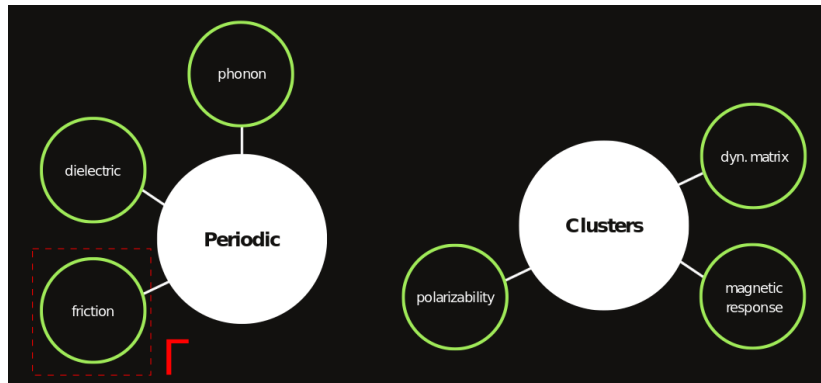 phonon
dielectric
Periodic
friction
Γ
dyn. matrix
Clusters
polarizability
magnetic
response